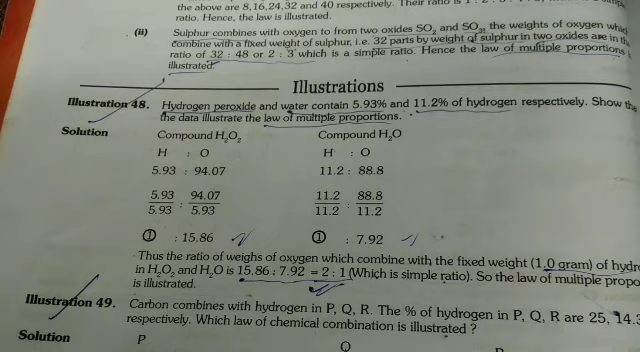 the above are 8,16,24,32 and 40 respectively. Their ratio is 1 : 2 :
ratio. Hence, the law is illustrated.
(ii) Sulphur combines with oxygen to from two oxides SO₂ and SO₃, the weights of oxygen which
combine with a fixed weight of sulphur, i.e. 32 parts by weight of sulphur in two oxides are in the
ratio of 32 : 48 or 2 : 3 which is a simple ratio. Hence the law of multiple proportions
illustrated.
Illustrations
Illustration 48. Hydrogen peroxide and water contain 5.93% and 11.2% of hydrogen respectively. Show
the data illustrate the law of multiple proportions.
Solution Compound H₂O₂ Compound H₂O
H : O H : O
5.93 : 94.07 11.2 : 88.8
5.93/5.93 : 94.07/5.93 11.2/11.2 : 88.8/11.2
1 : 15.86 1 : 7.92
Thus the ratio of weighs of oxygen which combine with the fixed weight (1.0 gram) of
in H₂O₂ and H₂O is 15.86 : 7.92 = 2 : 1 (Which is simple ratio). So the law of multiple
is illustrated.
Illustration 49. Carbon combines with hydrogen in P, Q, R. The % of hydrogen in P, Q, R are 25, 14.3
respectively. Which law of chemical combination is illustrated ?
Solution P Q